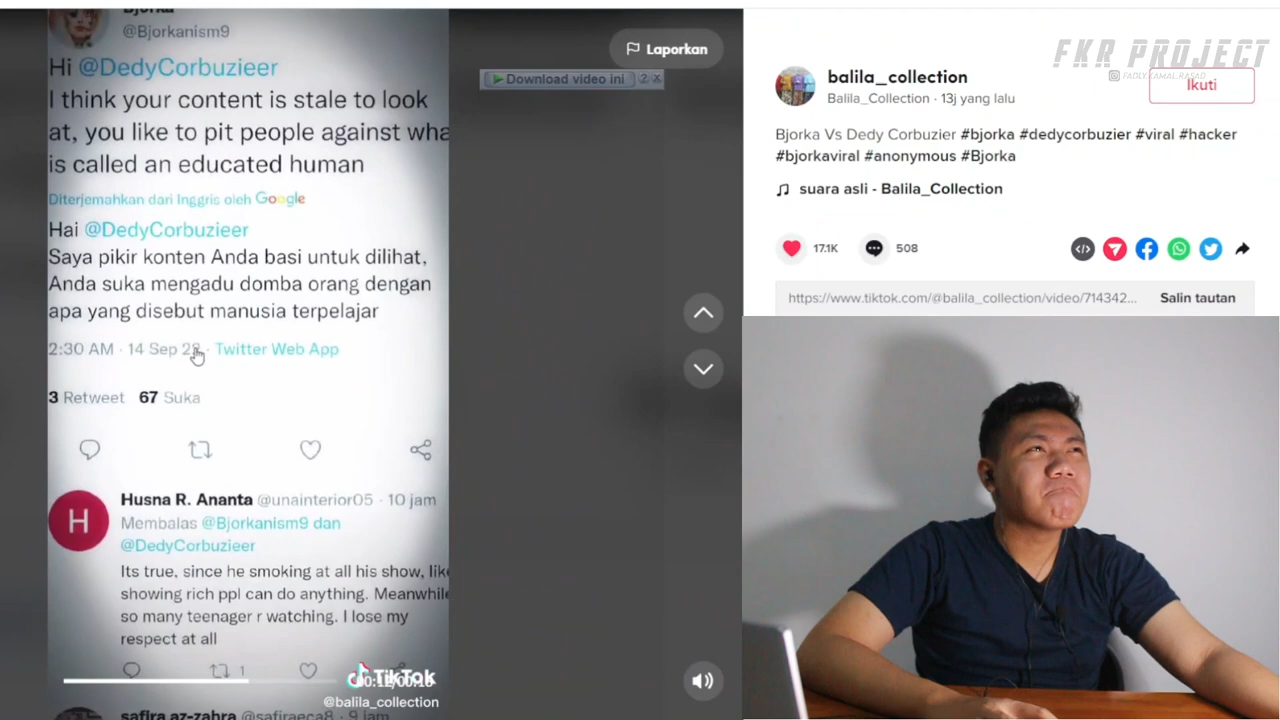 Bjorka
@Bjorkanism9
Hi @DedyCorbuzieer
I think your content is stale to look
at, you like to pit people against wha
is called an educated human
Diterjemahkan dari Inggris oleh Google
Hai @DedyCorbuzieer
Saya pikir konten Anda basi untuk dilihat,
Anda suka mengadu domba orang dengan
apa yang disebut manusia terpelajar
2:30 AM · 14 Sep · Twitter Web App
3 Retweet 67 Suka
H
Husna R. Ananta @unainterior05 · 10 jam
Membalas @Bjorkanism9 dan
@DedyCorbuzieer
Its true, since he smoking at all his show, like
showing rich ppl can do anything. Meanwhile
so many teenager r watching. I lose my
respect at all
1
TikTok
@balila_collection
safira az-zahra @safiraeca8 · 9 jam
Laporkan
Download video ini
FKR PROJECT
FADLY.KAMAL.RASAD
balila_collection
Balila_Collection · 13j yang lalu
Ikuti
Bjorka Vs Dedy Corbuzier #bjorka #dedycorbuzier #viral #hacker
#bjorkaviral #anonymous #Bjorka
suara asli - Balila_Collection
17.1K
508
https://www.tiktok.com/@balila_collection/video/714342...
Salin tautan